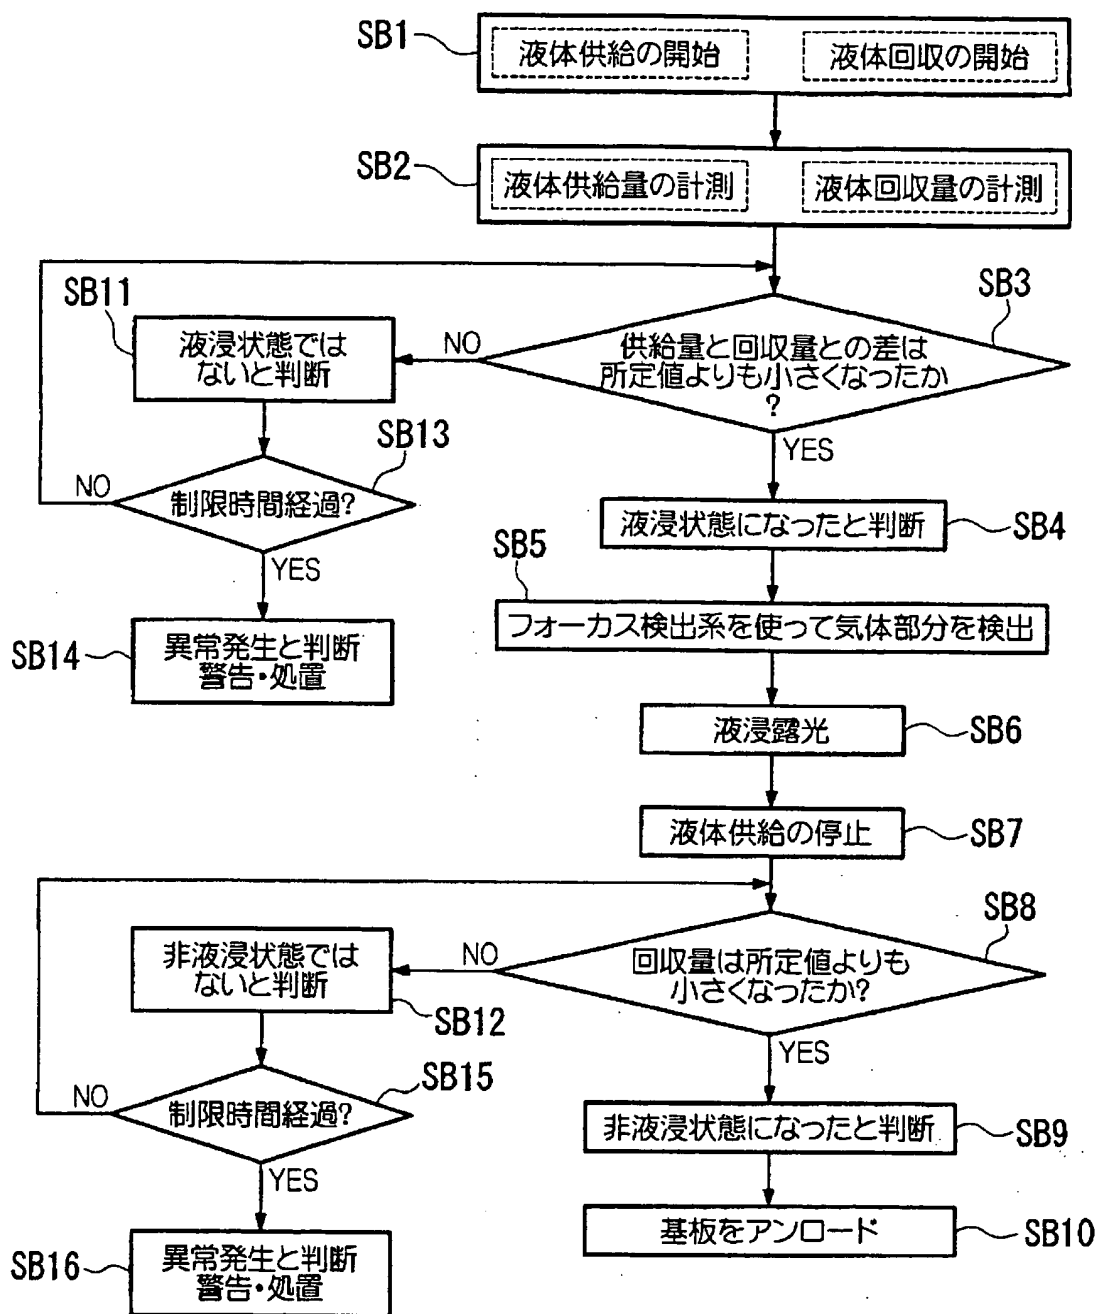 SB1
液体供給の開始
液体回収の開始
SB2
液体供給量の計測
液体回収量の計測
SB3
供給量と回収量との差は
所定値よりも小さくなったか
?
NO
YES
SB11
液浸状態では
ないと判断
SB13
制限時間経過?
NO
YES
SB14
異常発生と判断
警告・処置
液浸状態になったと判断
SB4
SB5
フォーカス検出系を使って気体部分を検出
液浸露光
SB6
液体供給の停止
SB7
SB8
回収量は所定値よりも
小さくなったか?
NO
YES
非液浸状態では
ないと判断
SB12
SB15
制限時間経過?
NO
YES
SB16
異常発生と判断
警告・処置
非液浸状態になったと判断
SB9
基板をアンロード
SB10